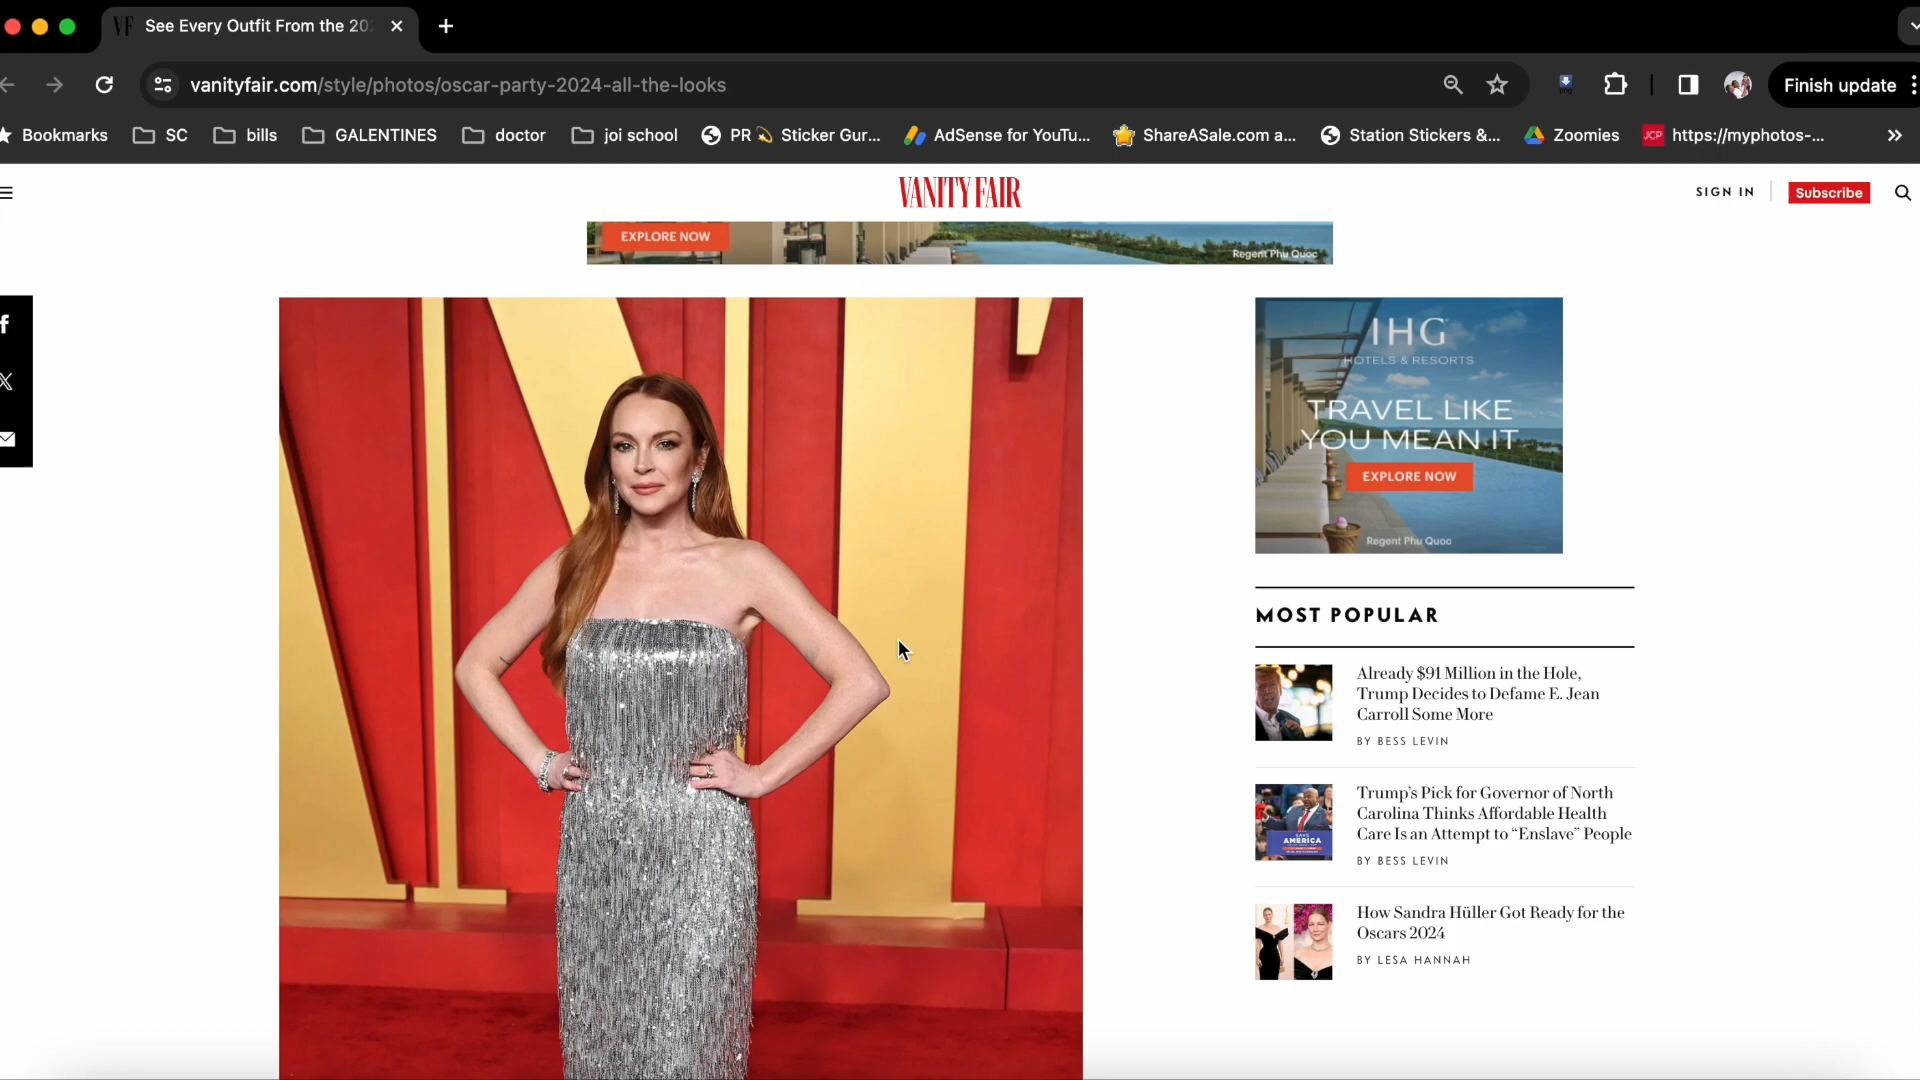 See Every Outfit From the 20
vanityfair.com/style/photos/oscar-party-2024-all-the-looks
Finish update
Bookmarks
SC
bills
GALENTINES
doctor
joi school
PR 💫 Sticker Gur...
AdSense for YouTu...
ShareASale.com a...
Station Stickers &...
Zoomies
JCP
https://myphotos-...
VANITY FAIR
SIGN IN
Subscribe
EXPLORE NOW
Regent Phu Quoc
IHG
HOTELS & RESORTS
TRAVEL LIKE
YOU MEAN IT
EXPLORE NOW
Regent Phu Quoc
MOST POPULAR
Already $91 Million in the Hole,
Trump Decides to Defame E. Jean
Carroll Some More
BY BESS LEVIN
Trump’s Pick for Governor of North
Carolina Thinks Affordable Health
Care Is an Attempt to “Enslave” People
BY BESS LEVIN
SAVE
AMERICA
How Sandra Hüller Got Ready for the
Oscars 2024
BY LESA HANNAH